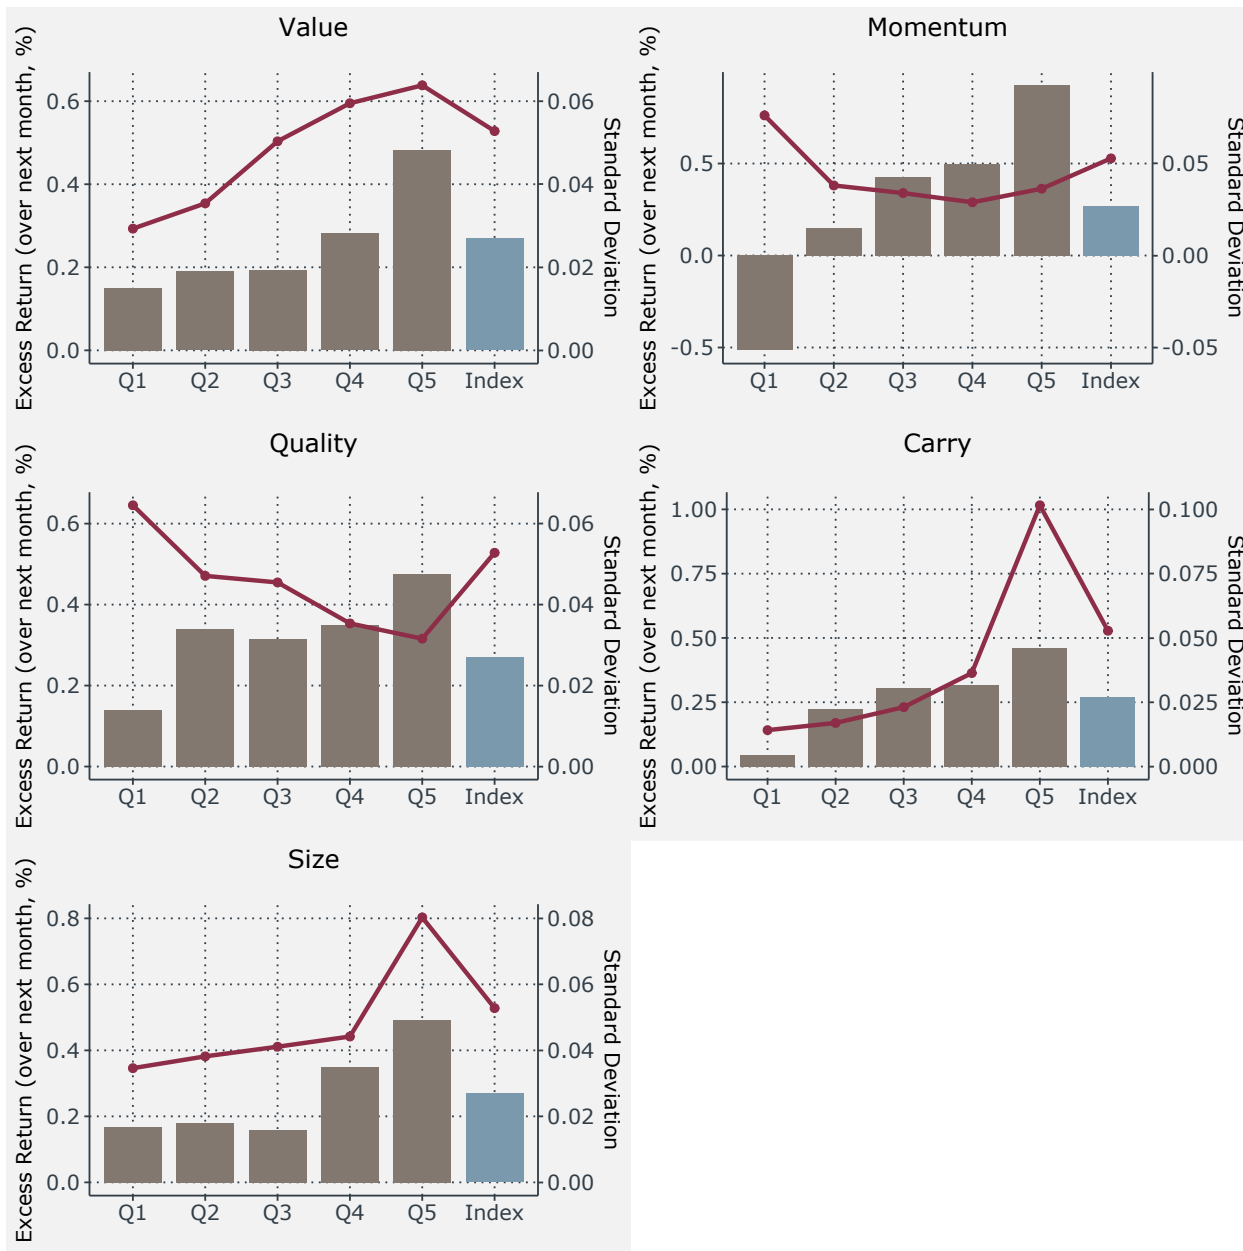 Value
Excess Return (over next month, %)
0.6
0.4
0.2
0.0
0.06
0.04
0.02
0.00
Standard Deviation
Q1 Q2 Q3 Q4 Q5 Index
Momentum
Excess Return (over next month, %)
0.5
0.0
-0.5
0.05
0.00
-0.05
Standard Deviation
Q1 Q2 Q3 Q4 Q5 Index
Quality
Excess Return (over next month, %)
0.6
0.4
0.2
0.0
0.06
0.04
0.02
0.00
Standard Deviation
Q1 Q2 Q3 Q4 Q5 Index
Carry
Excess Return (over next month, %)
1.00
0.75
0.50
0.25
0.00
0.100
0.075
0.050
0.025
0.000
Standard Deviation
Q1 Q2 Q3 Q4 Q5 Index
Size
Excess Return (over next month, %)
0.8
0.6
0.4
0.2
0.0
0.08
0.06
0.04
0.02
0.00
Standard Deviation
Q1 Q2 Q3 Q4 Q5 Index